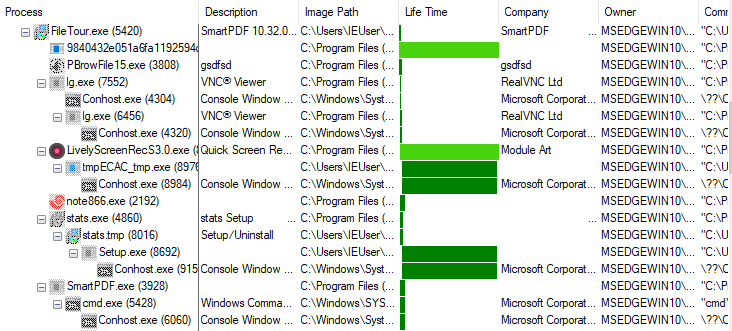 Process Description Image Path Life Time Company Owner Comm
FileTour.exe (5420) SmartPDF 10.32.0... C:\Users\IEUser... SmartPDF MSEDGEWIN10\... "C:\U
9840432e051a6fa1192594d C:\Program Files (... MSEDGEWIN10\... "C:\P
PBrowFile15.exe (3808) gsdfsd C:\Program Files (... gsdfsd MSEDGEWIN10\... "C:\P
lg.exe (7552) VNC® Viewer C:\Program Files (... RealVNC Ltd MSEDGEWIN10\... "C:\P
Conhost.exe (4304) Console Window ... C:\Windows\Syst... Microsoft Corporat... MSEDGEWIN10\... \??\C
lg.exe (6456) VNC® Viewer C:\Program Files (... RealVNC Ltd MSEDGEWIN10\... "C:\P
Conhost.exe (4320) Console Window ... C:\Windows\Syst... Microsoft Corporat... MSEDGEWIN10\... \??\C
LivelyScreenRecS3.0.exe (8 Quick Screen Re... C:\Program Files (... Module Art MSEDGEWIN10\... "C:\P
tmpECAC_tmp.exe (8976 C:\Users\IEUser... MSEDGEWIN10\... "C:\U
Conhost.exe (8984) Console Window ... C:\Windows\Syst... Microsoft Corporat... MSEDGEWIN10\... \??\C
note866.exe (2192) C:\Program Files (... MSEDGEWIN10\... "C:\P
stats.exe (4860) stats Setup ... C:\Program Files (... MSEDGEWIN10\... "C:\P
stats.tmp (8016) Setup/Uninstall C:\Users\IEUser... MSEDGEWIN10\... "C:\U
Setup.exe (8692) C:\Users\IEUser... MSEDGEWIN10\... "C:\U
Conhost.exe (915 Console Window ... C:\Windows\Syst... Microsoft Corporat... MSEDGEWIN10\... \??\C
SmartPDF.exe (3928) C:\Program Files (... MSEDGEWIN10\... "C:\P
cmd.exe (5428) Windows Comma... C:\Windows\SYS... Microsoft Corporat... MSEDGEWIN10\... "cmd"
Conhost.exe (6060) Console Window ... C:\Windows\Syst... Microsoft Corporat... MSEDGEWIN10\... \??\C